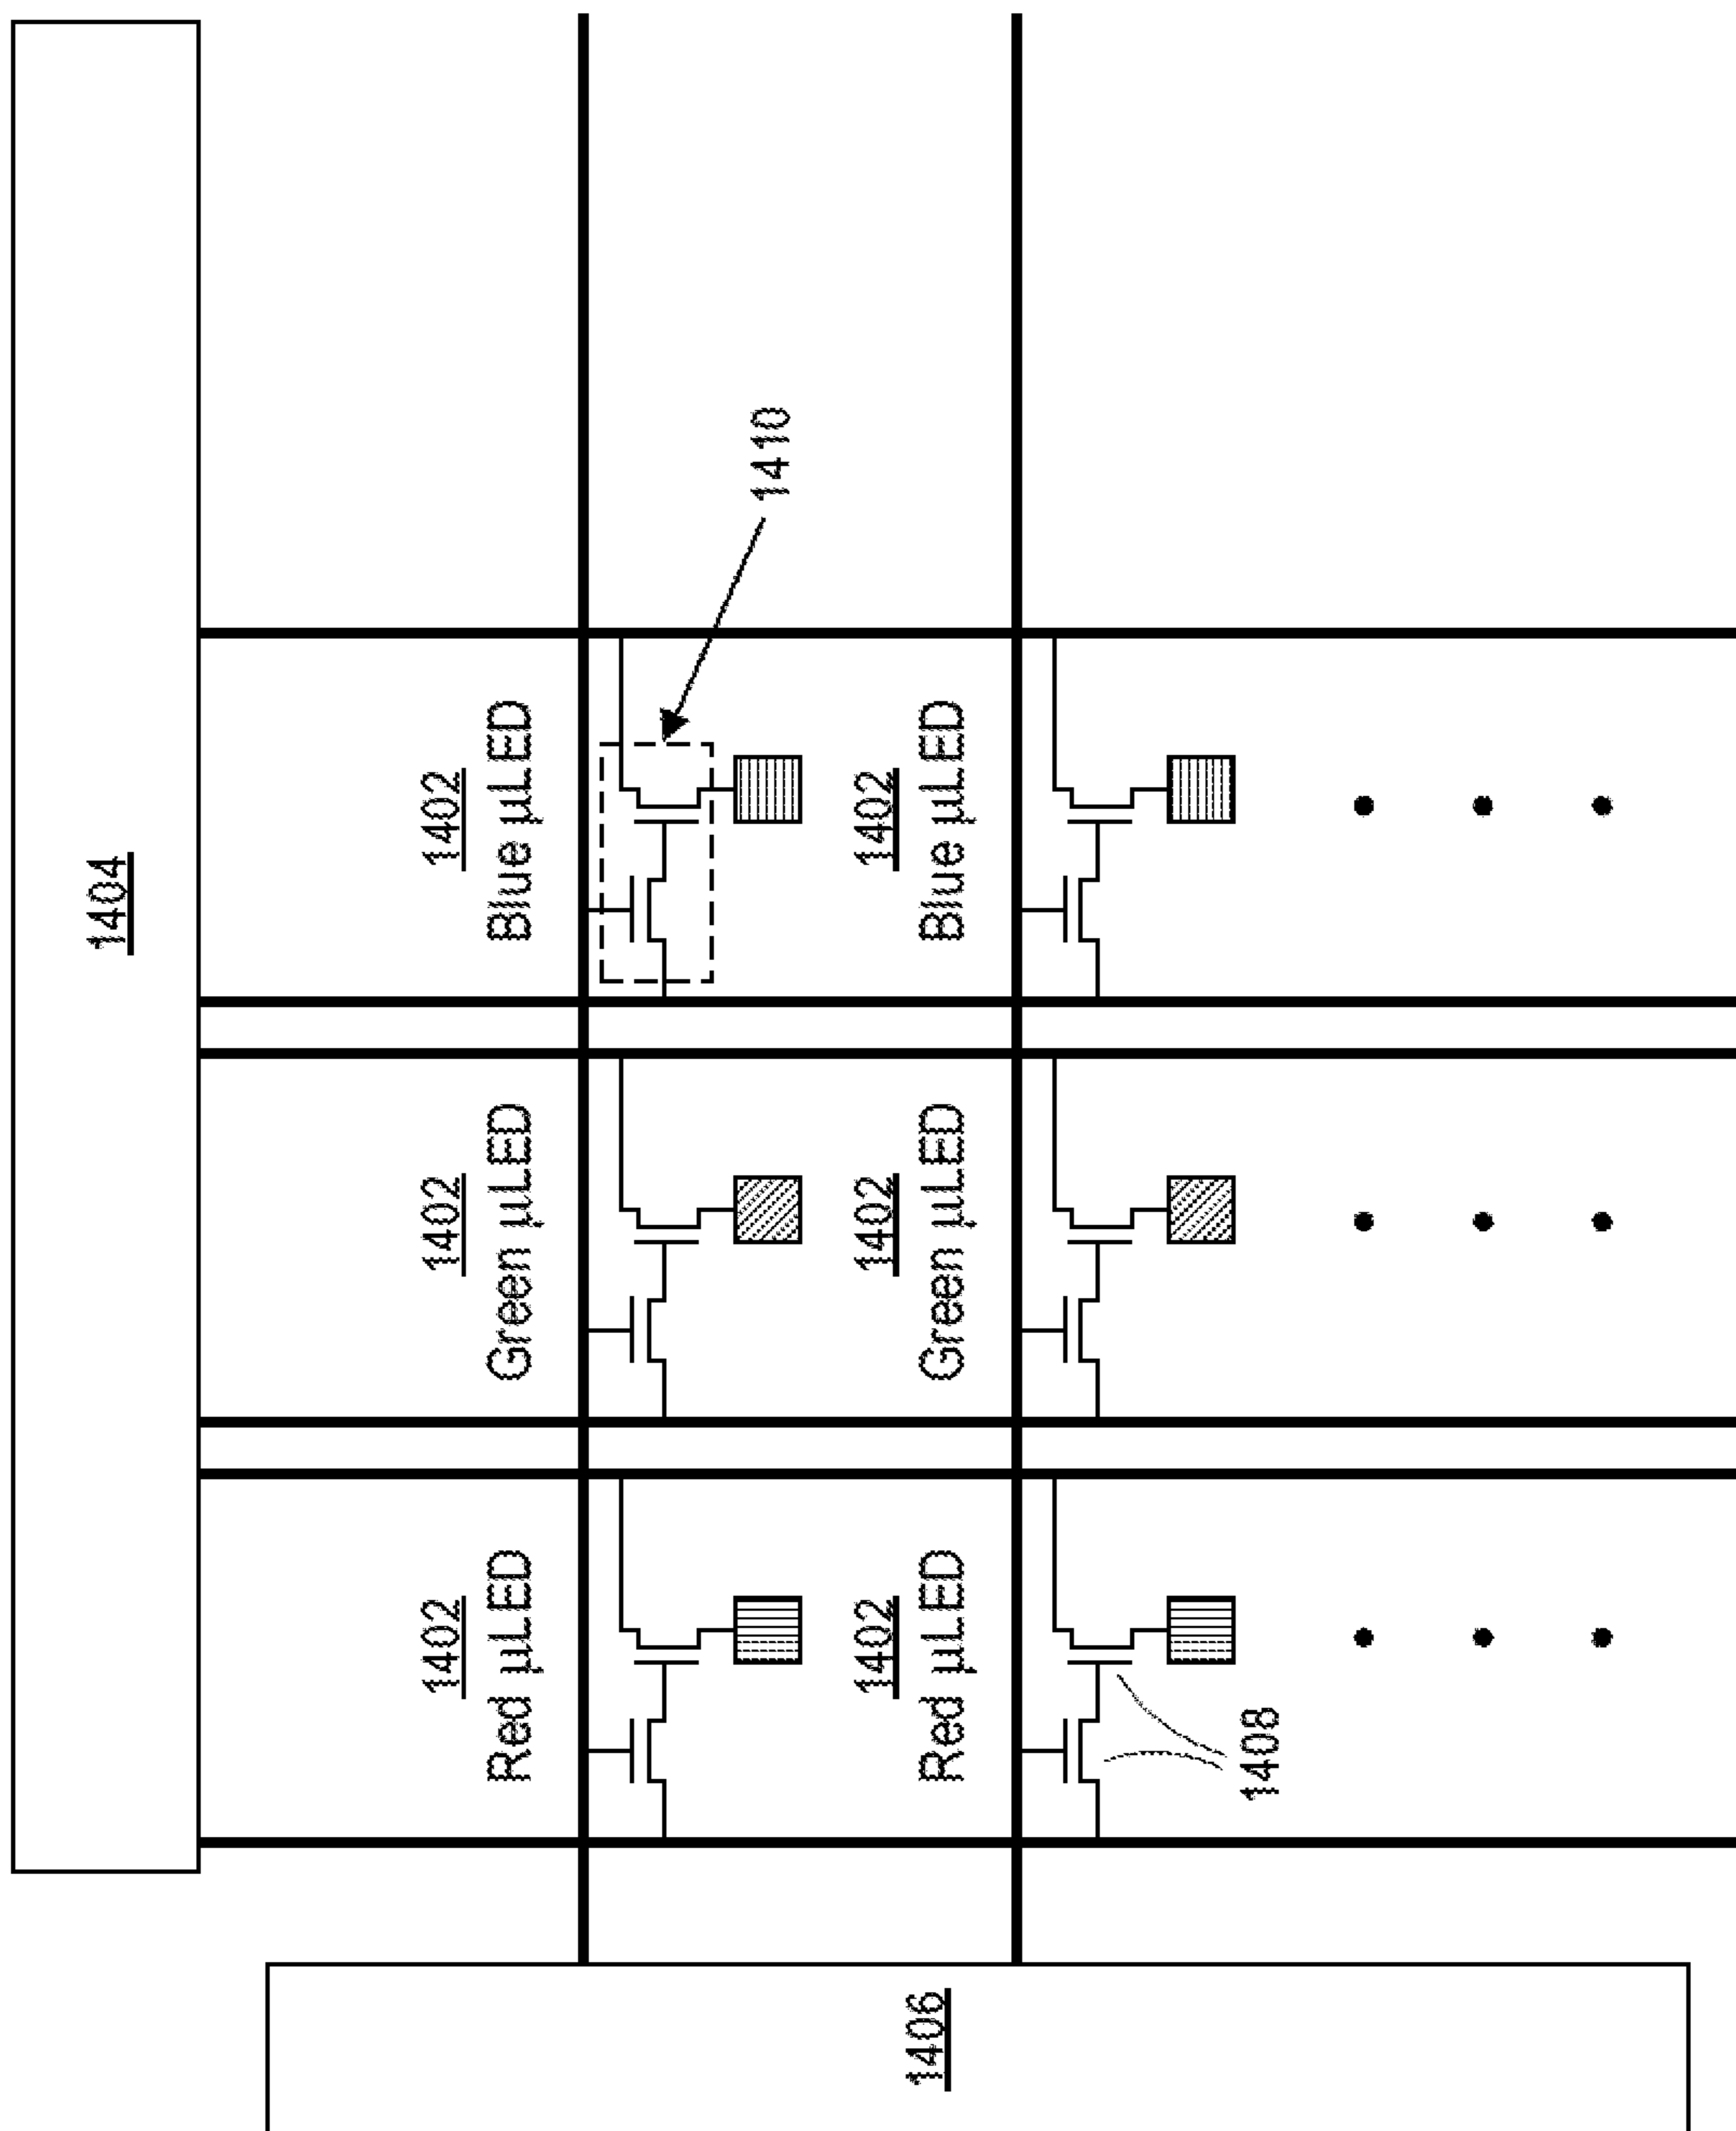 1404
1402 1402 1402
Red µLED Green µLED Blue µLED
1410
1402 1402 1402
1406
Red µLED Green µLED Blue µLED
1408